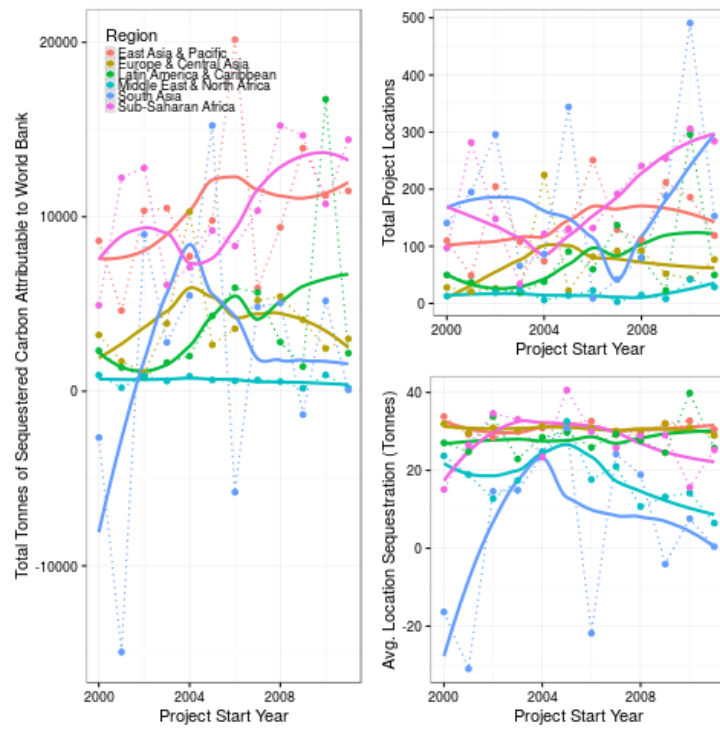 Total Tonnes of Sequestered Carbon Attributable to World Bank
20000
10000
0
-10000
Region
East Asia & Pacific
Europe & Central Asia
Latin America & Caribbean
Middle East & North Africa
South Asia
Sub-Saharan Africa
2000
2004
2008
Project Start Year
Total Project Locations
500
400
300
200
100
0
2000
2004
2008
Project Start Year
Avg. Location Sequestration (Tonnes)
40
20
0
-20
2000
2004
2008
Project Start Year